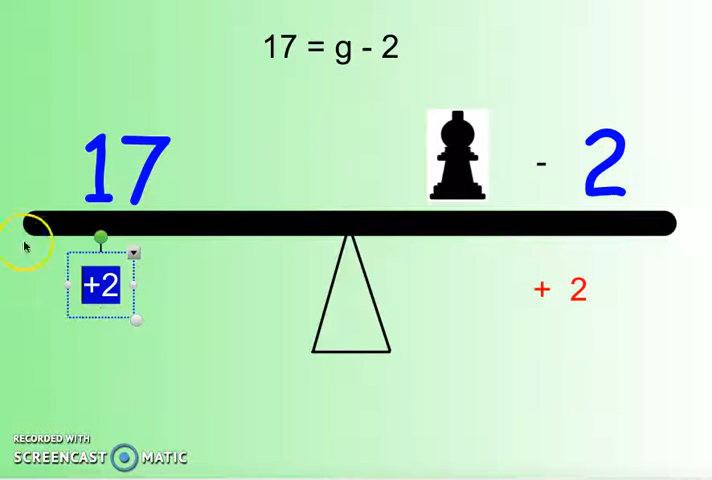 17 = g - 2
17 - 2
+2 + 2
RECORDED WITH
SCREENCAST MATIC